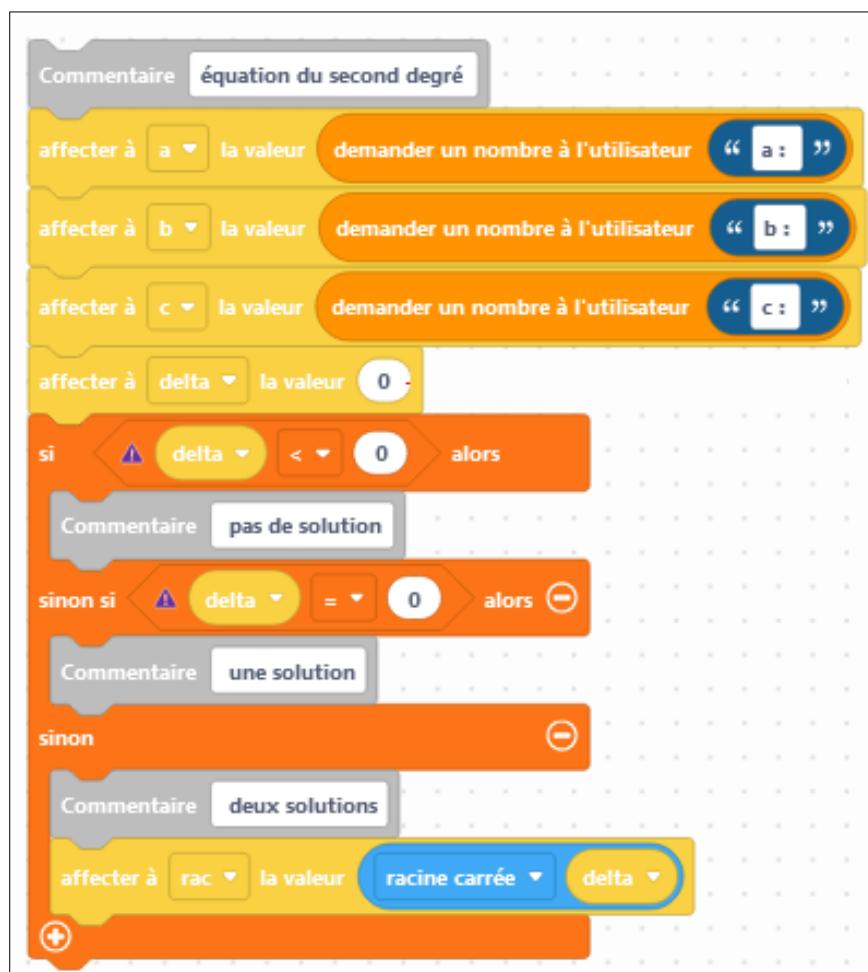 Commentaire équation du second degré
affecter à a la valeur demander un nombre à l'utilisateur “ a : ”
affecter à b la valeur demander un nombre à l'utilisateur “ b : ”
affecter à c la valeur demander un nombre à l'utilisateur “ c : ”
affecter à delta la valeur 0
si delta < 0 alors
Commentaire pas de solution
sinon si delta = 0 alors
Commentaire une solution
sinon
Commentaire deux solutions
affecter à rac la valeur racine carrée delta